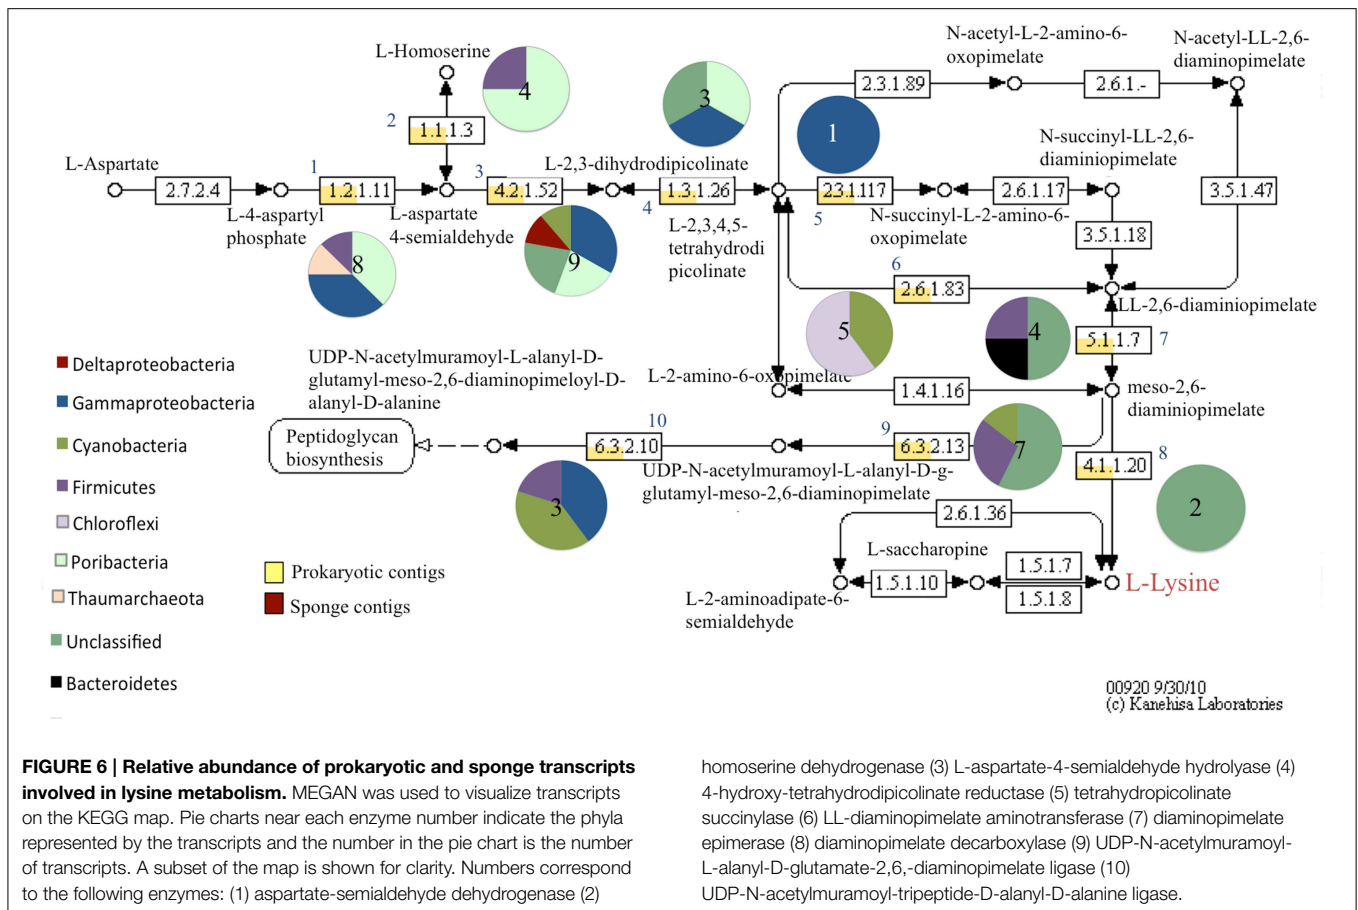 L-Homoserine
N-acetyl-L-2-amino-6-
oxopimelate
N-acetyl-LL-2,6-
diaminopimelate
4
3
2.3.1.89
2.6.1.-
2
1.1.1.3
1
N-succinyl-LL-2,6-
diaminiopimelate
L-Aspartate
1
3
L-2,3-dihydrodipicolinate
2.7.2.4
1.2.1.11
4.2.1.52
1.3.1.26
2.3.1.117
2.6.1.17
3.5.1.47
L-4-aspartyl
phosphate
L-aspartate
4-semialdehyde
4
L-2,3,4,5-
tetrahydrodi
picolinate
5
N-succinyl-L-2-amino-6-
oxopimelate
3.5.1.18
8
9
6
2.6.1.83
LL-2,6-diaminiopimelate
5
4
5.1.1.7
7
Deltaproteobacteria
Gammaproteobacteria
Cyanobacteria
Firmicutes
Chloroflexi
Poribacteria
Thaumarchaeota
Unclassified
Bacteroidetes
UDP-N-acetylmuramoyl-L-alanyl-D-
glutamyl-meso-2,6-diaminopimeloyl-D-
alanyl-D-alanine
L-2-amino-6-oxopimelate
1.4.1.16
meso-2,6-
diaminiopimelate
Peptidoglycan
biosynthesis
10
6.3.2.10
9
6.3.2.13
7
8
4.1.1.20
UDP-N-acetylmuramoyl-L-alanyl-D-g-
glutamyl-meso-2,6-diaminopimelate
3
2
2.6.1.36
Prokaryotic contigs
Sponge contigs
L-saccharopine
1.5.1.7
1.5.1.10
1.5.1.8
L-Lysine
L-2-aminoadipate-6-
semialdehyde
00920 9/30/10
(c) Kanehisa Laboratories
FIGURE 6 | Relative abundance of prokaryotic and sponge transcripts
involved in lysine metabolism. MEGAN was used to visualize transcripts
on the KEGG map. Pie charts near each enzyme number indicate the phyla
represented by the transcripts and the number in the pie chart is the number
of transcripts. A subset of the map is shown for clarity. Numbers correspond
to the following enzymes: (1) aspartate-semialdehyde dehydrogenase (2)
homoserine dehydrogenase (3) L-aspartate-4-semialdehyde hydrolyase (4)
4-hydroxy-tetrahydrodipicolinate reductase (5) tetrahydropicolinate
succinylase (6) LL-diaminopimelate aminotransferase (7) diaminopimelate
epimerase (8) diaminopimelate decarboxylase (9) UDP-N-acetylmuramoyl-
L-alanyl-D-glutamate-2,6,-diaminopimelate ligase (10)
UDP-N-acetylmuramoyl-tripeptide-D-alanyl-D-alanine ligase.